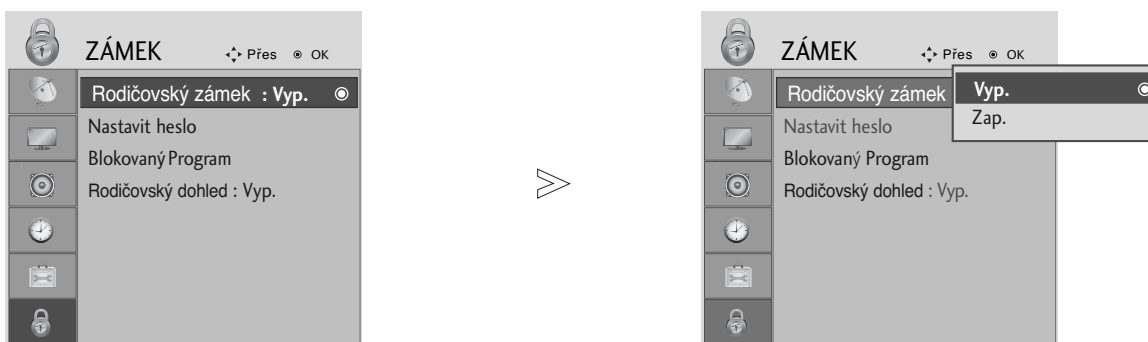 ZÁMEK
Přes OK
Rodičovský zámek : Vyp.
Nastavit heslo
Blokovaný Program
Rodičovský dohled : Vyp.
ZÁMEK
Přes OK
Rodičovský zámek
Vyp.
Zap.
Nastavit heslo
Blokovaný Program
Rodičovský dohled : Vyp.